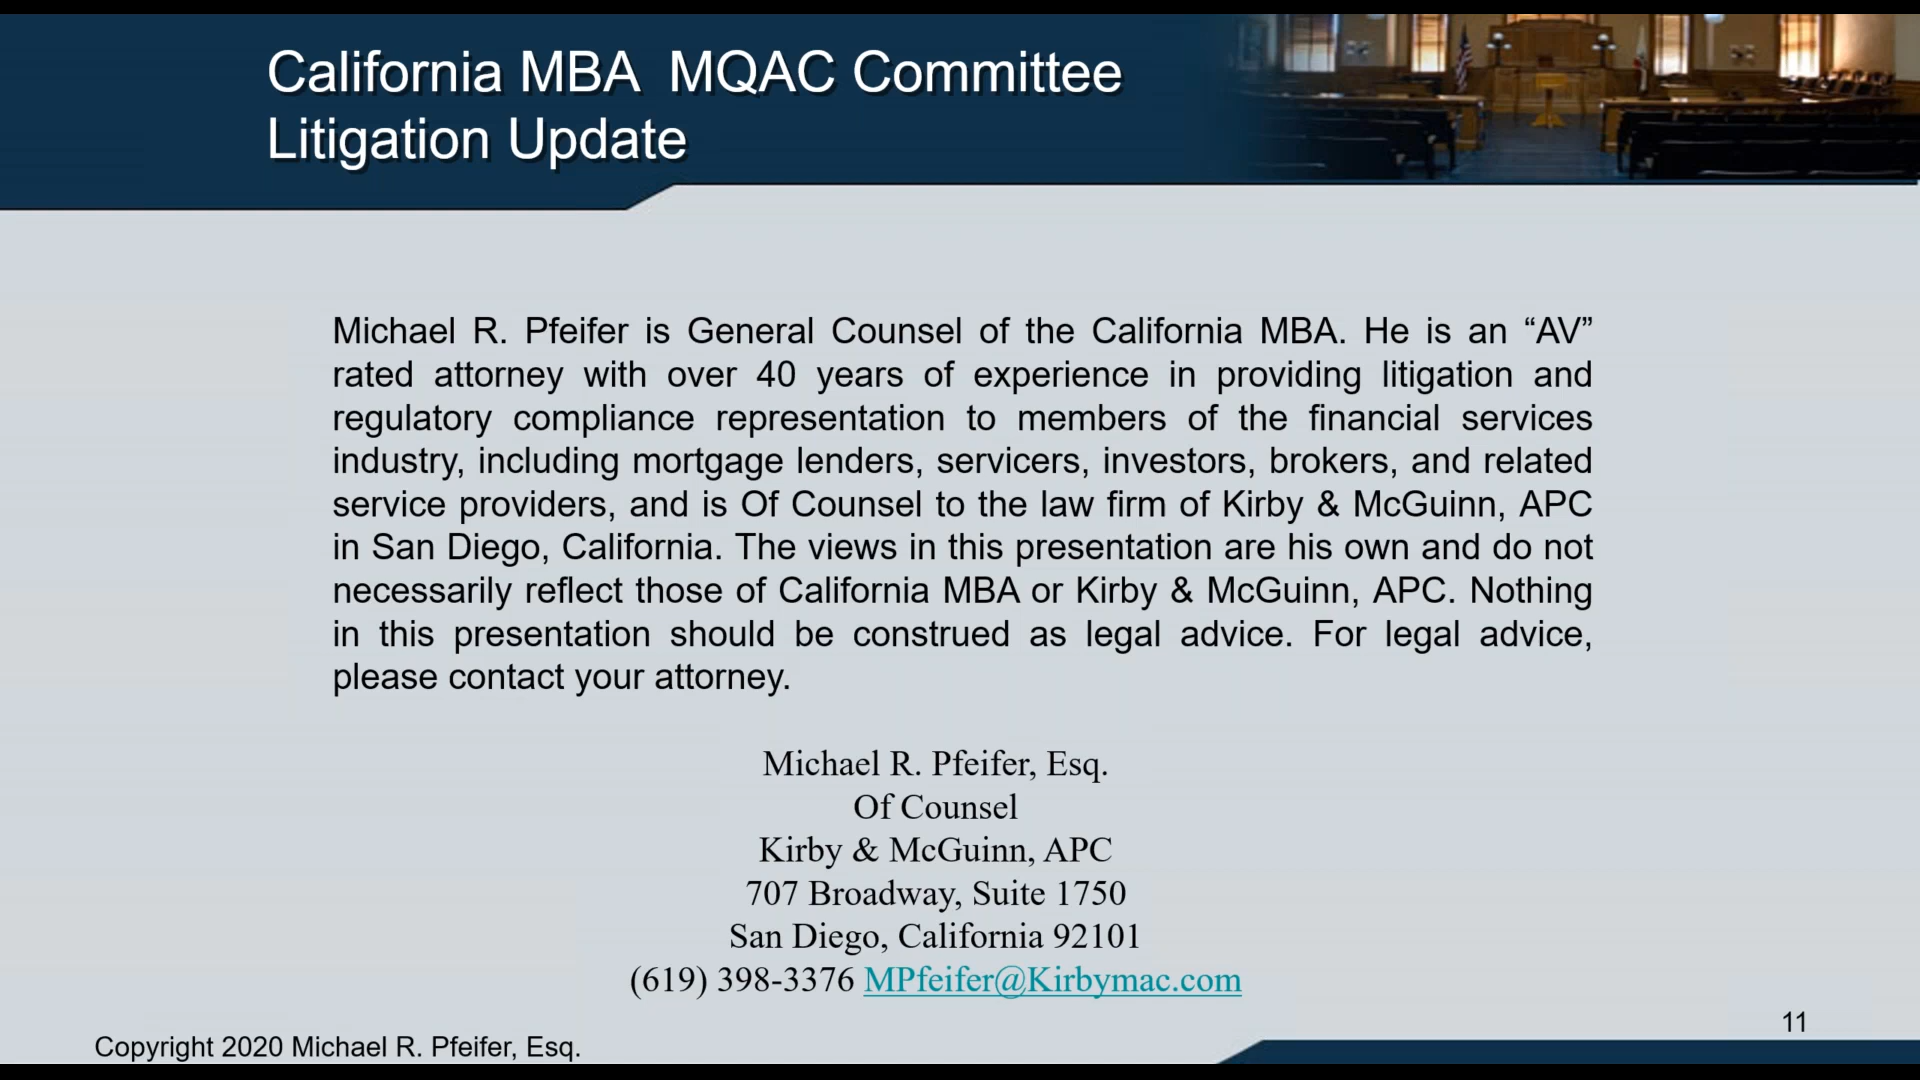 California MBA  MQAC Committee
Litigation Update
Michael R. Pfeifer is General Counsel of the California MBA. He is an “AV”
rated attorney with over 40 years of experience in providing litigation and
regulatory compliance representation to members of the financial services
industry, including mortgage lenders, servicers, investors, brokers, and related
service providers, and is Of Counsel to the law firm of Kirby & McGuinn, APC
in San Diego, California. The views in this presentation are his own and do not
necessarily reflect those of California MBA or Kirby & McGuinn, APC. Nothing
in this presentation should be construed as legal advice. For legal advice,
please contact your attorney.
Michael R. Pfeifer, Esq.
Of Counsel
Kirby & McGuinn, APC
707 Broadway, Suite 1750
San Diego, California 92101
(619) 398-3376 MPfeifer@Kirbymac.com
11
Copyright 2020 Michael R. Pfeifer, Esq.